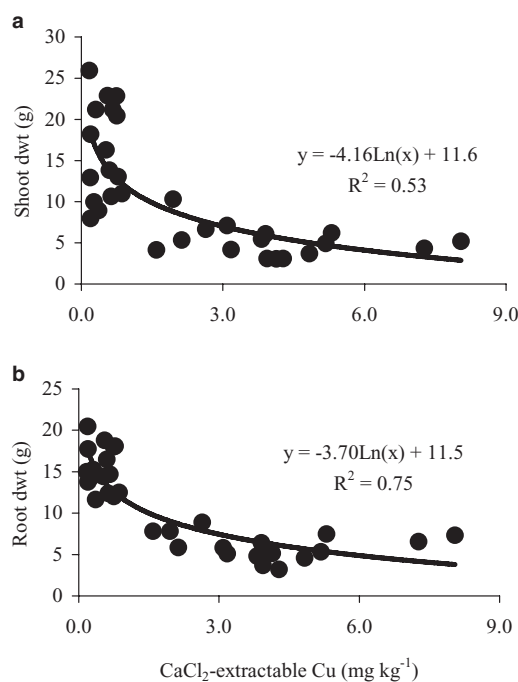 a
30
25
20
15
10
5
0
Shoot dwt (g)
y = -4.16Ln(x) + 11.6
R² = 0.53
0.0 3.0 6.0 9.0
b
25
20
15
10
5
0
Root dwt (g)
y = -3.70Ln(x) + 11.5
R² = 0.75
0.0 3.0 6.0 9.0
CaCl₂-extractable Cu (mg kg⁻¹)